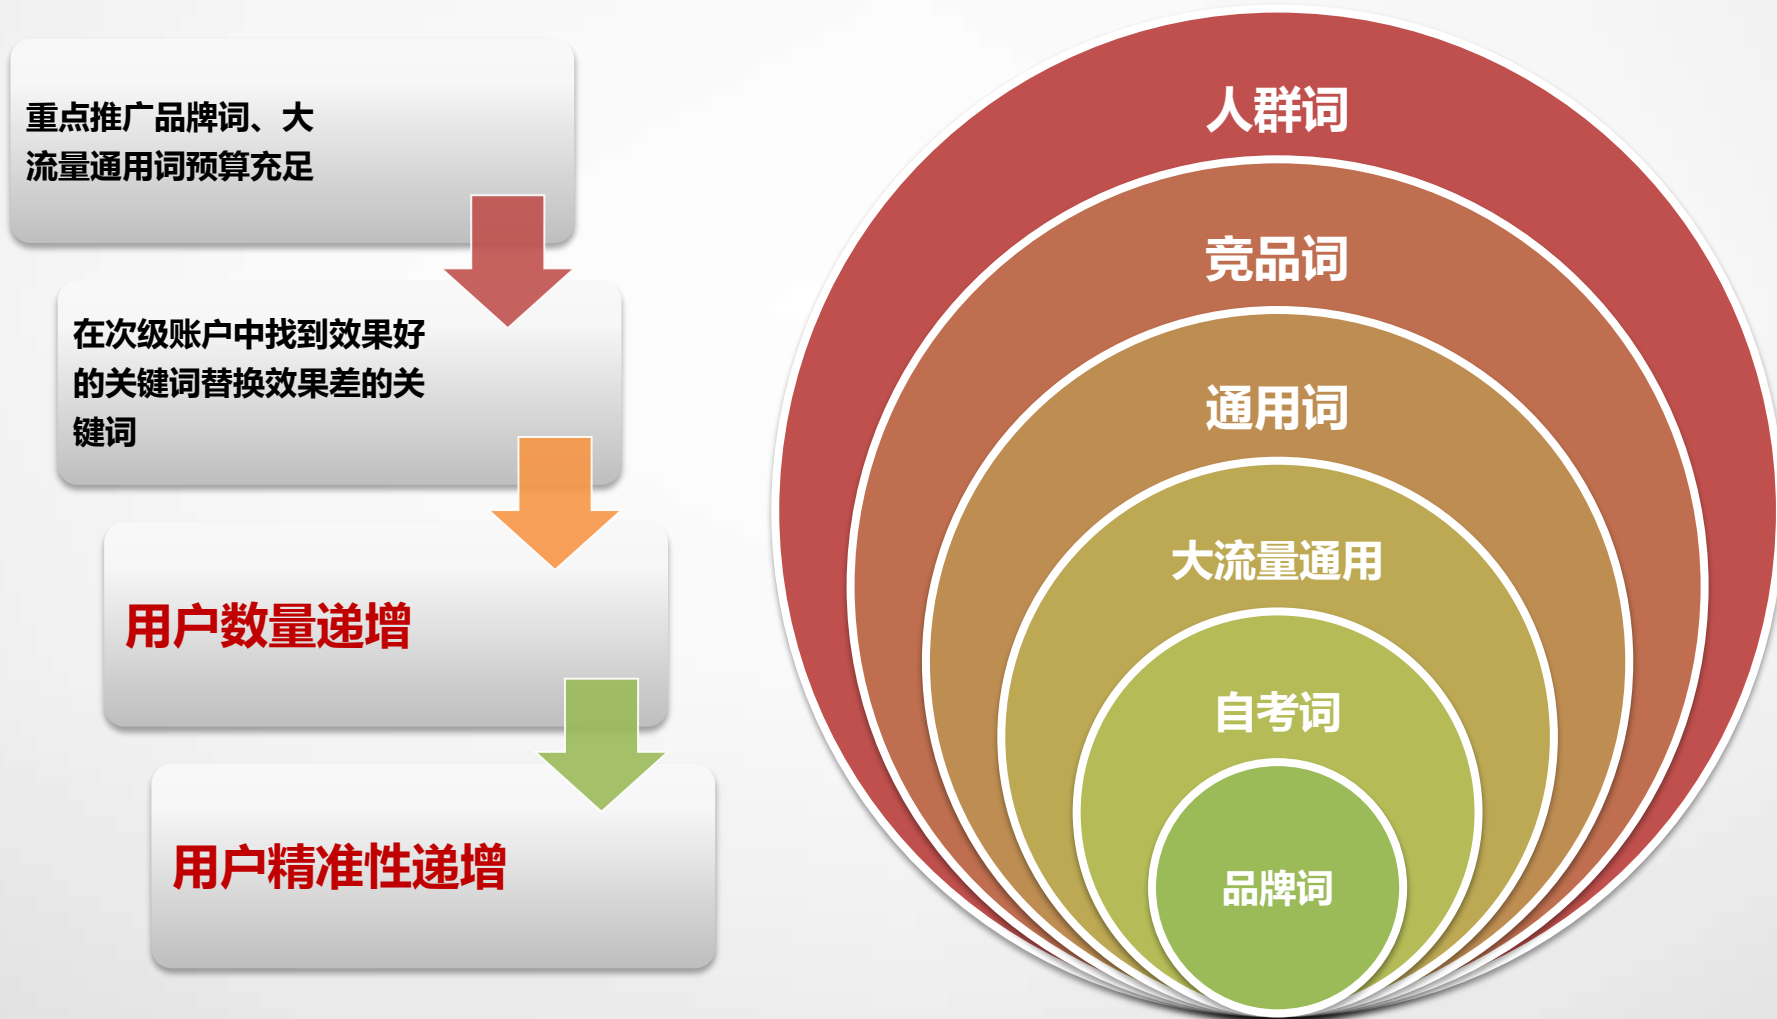 重点推广品牌词、大
流量通用词预算充足
在次级账户中找到效果好
的关键词替换效果差的关
键词
用户数量递增
用户精准性递增
人群词
竞品词
通用词
大流量通用
自考词
品牌词